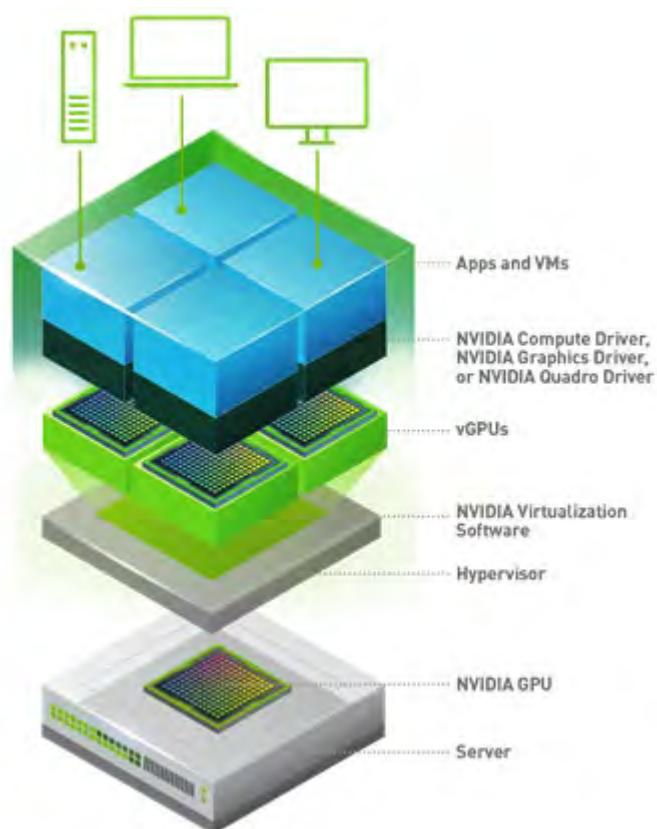 Apps and VMs
NVIDIA Compute Driver,
NVIDIA Graphics Driver,
or NVIDIA Quadro Driver
vGPUs
NVIDIA Virtualization
Software
Hypervisor
NVIDIA GPU
Server